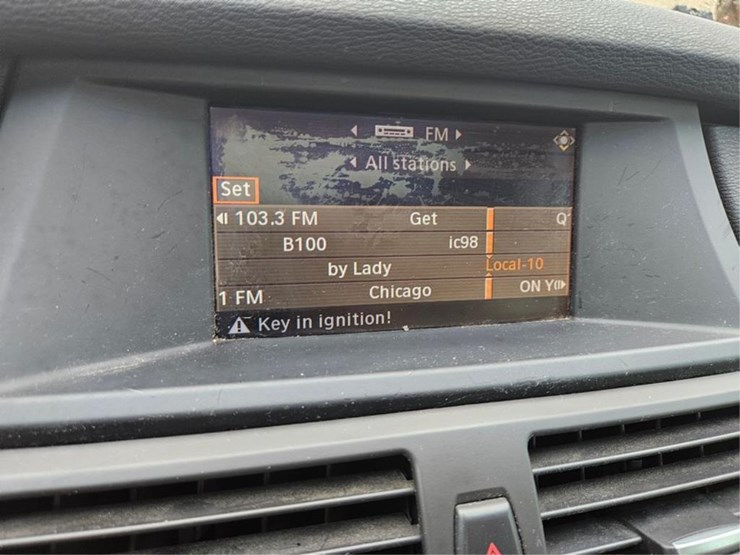 FM
All stations
Set
103.3 FM Get Q
B100 ic98
by Lady Local-10
1 FM Chicago ON Y
Key in ignition!